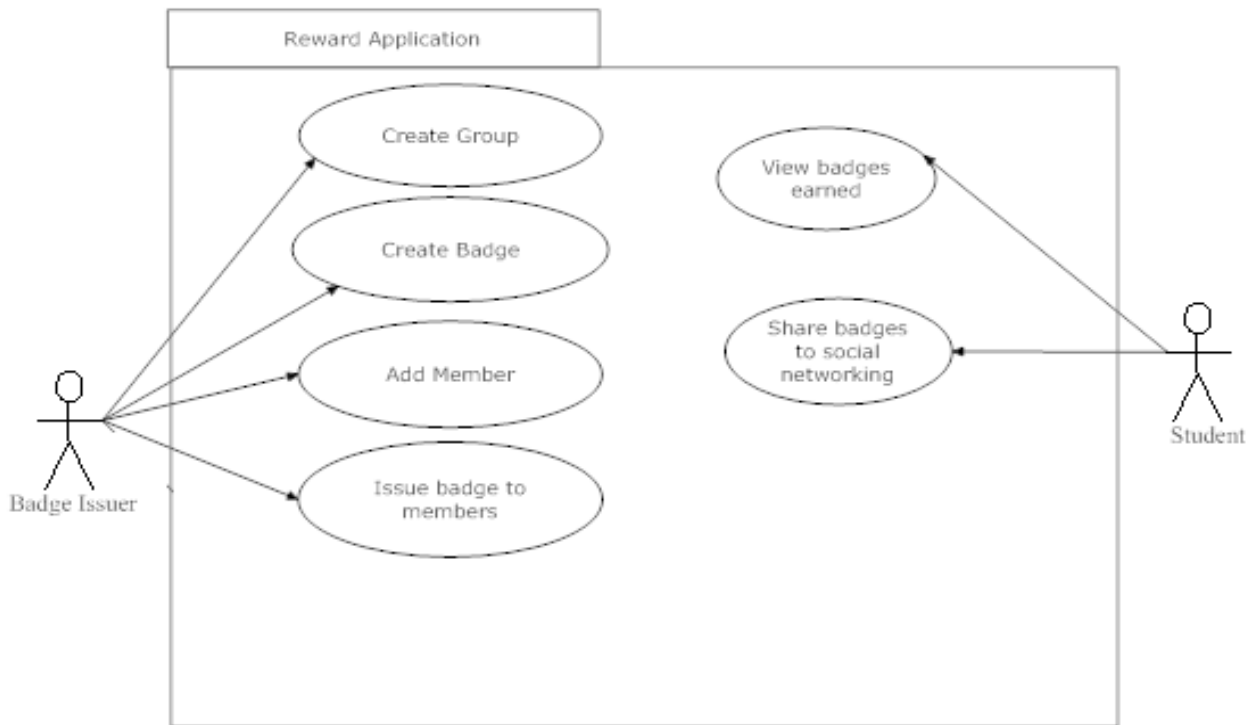 Reward Application
Create Group
Create Badge
Add Member
Issue badge to
members
View badges
earned
Share badges
to social
networking
Badge Issuer
Student